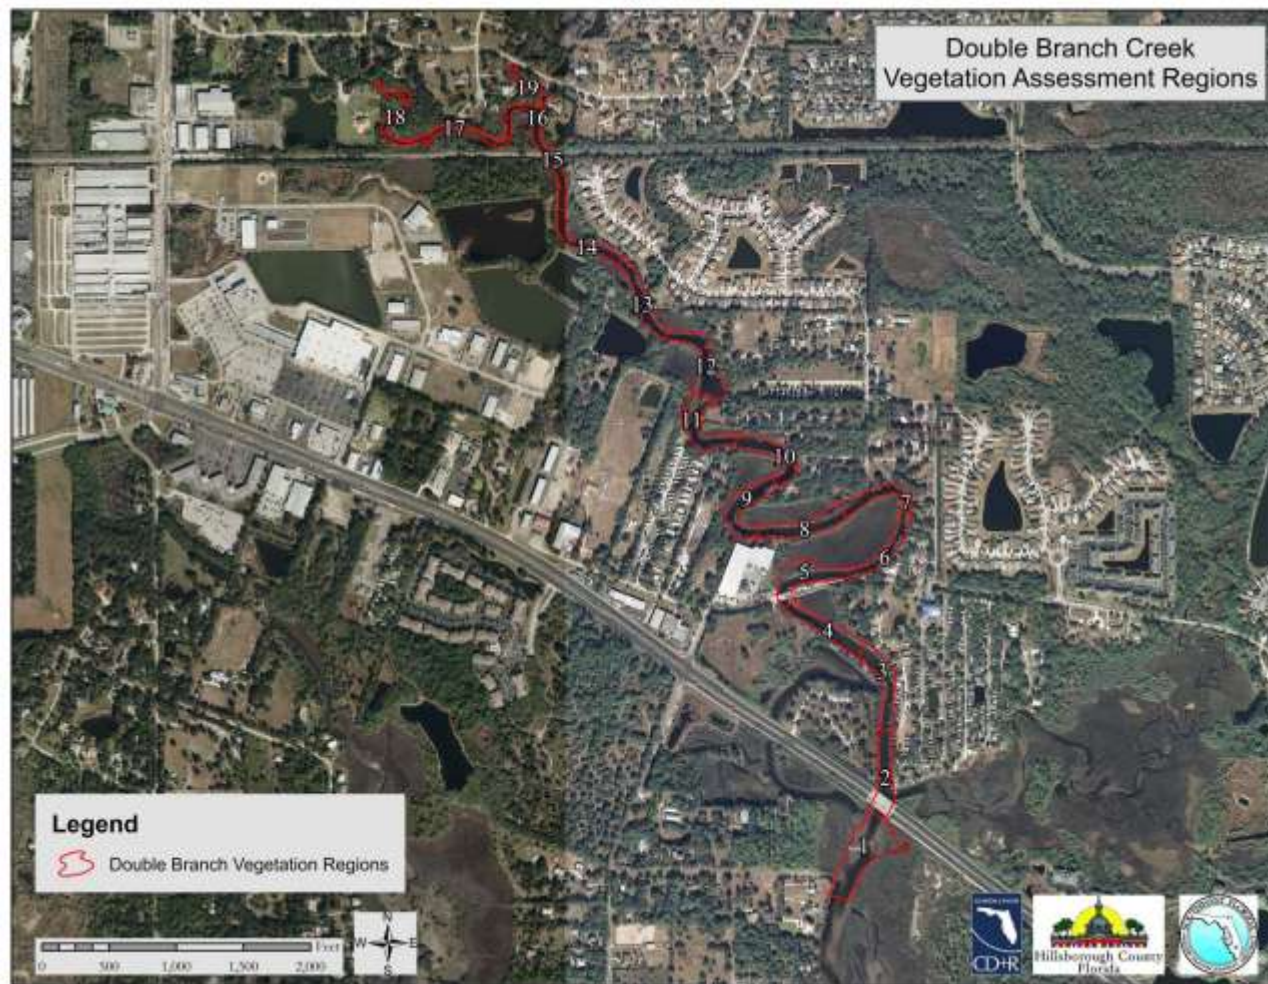 Double Branch Creek
Vegetation Assessment Regions
19
18
17
16
15
14
13
12
11
10
9
8
7
6
5
4
3
2
1
Legend
Double Branch Vegetation Regions
Feet
0 500 1,000 1,500 2,000
N
W E
S
CD+R
Hillsborough County
Florida